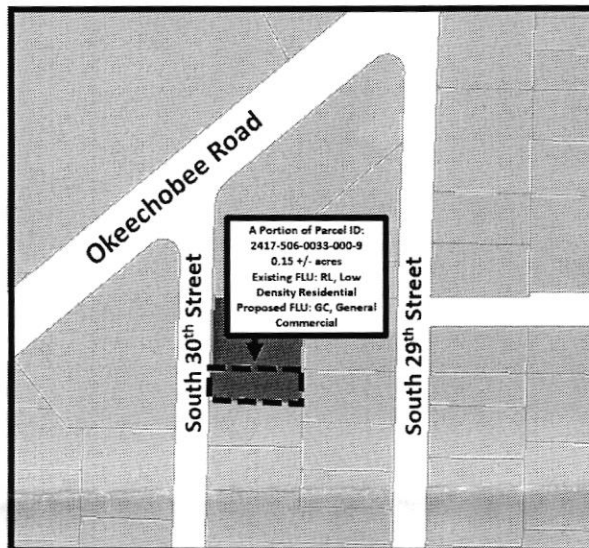 Okeechobee Road
A Portion of Parcel ID:
2417-506-0033-000-9
0.15 +/- acres
Existing FLU: RL, Low
Density Residential
Proposed FLU: GC, General
Commercial
South 30th Street
South 29th Street